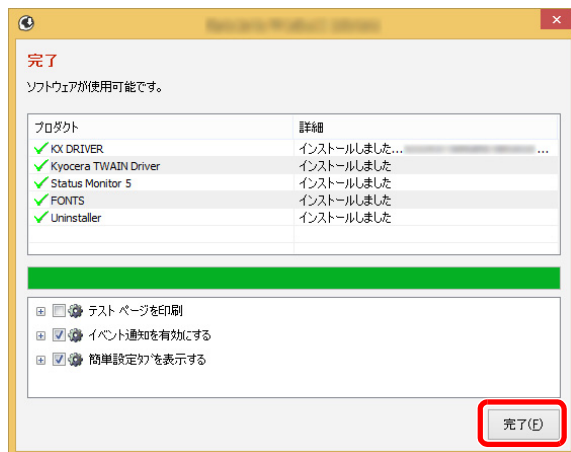 完了
ソフトウェアが使用可能です。
プロダクト 詳細
KX DRIVER インストールしました... ...
Kyocera TWAIN Driver インストールしました
Status Monitor 5 インストールしました
FONTS インストールしました
Uninstaller インストールしました
テスト ページを印刷
イベント通知を有効にする
簡単設定タブを表示する
完了(F)